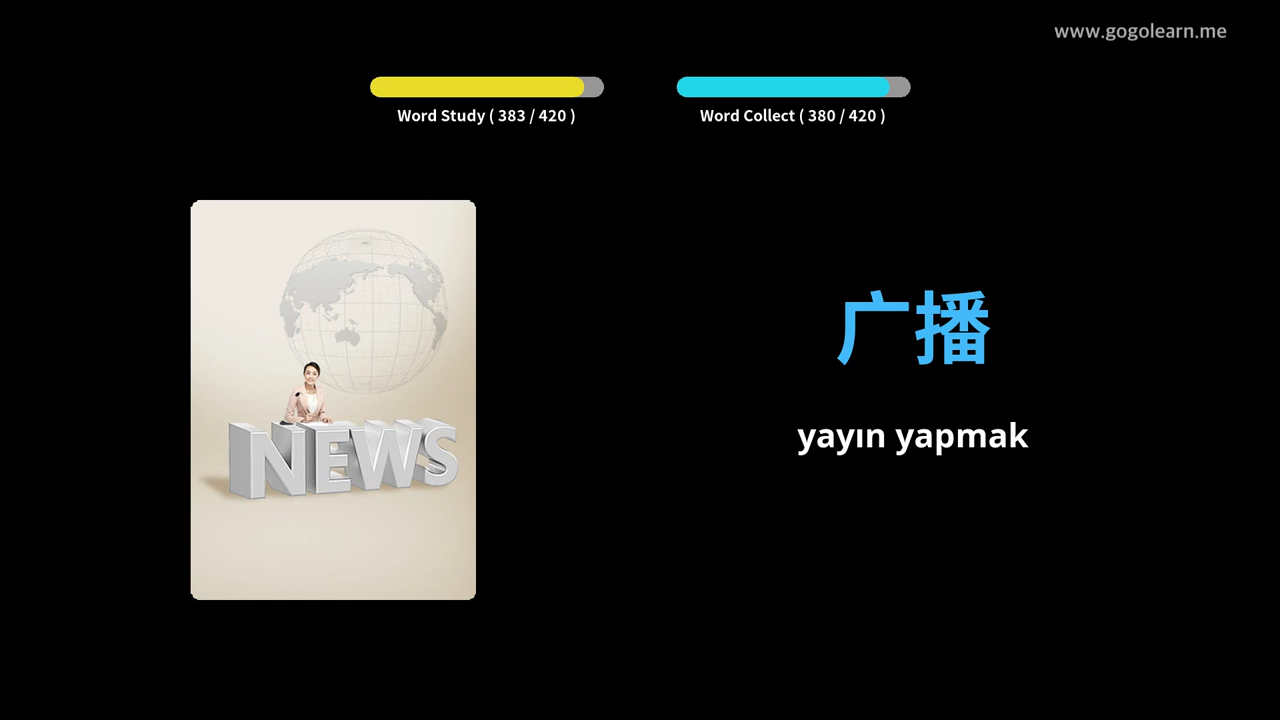 www.gogolearn.me
Word Study ( 383 / 420 )
Word Collect ( 380 / 420 )
广播
NEWS
yayın yapmak